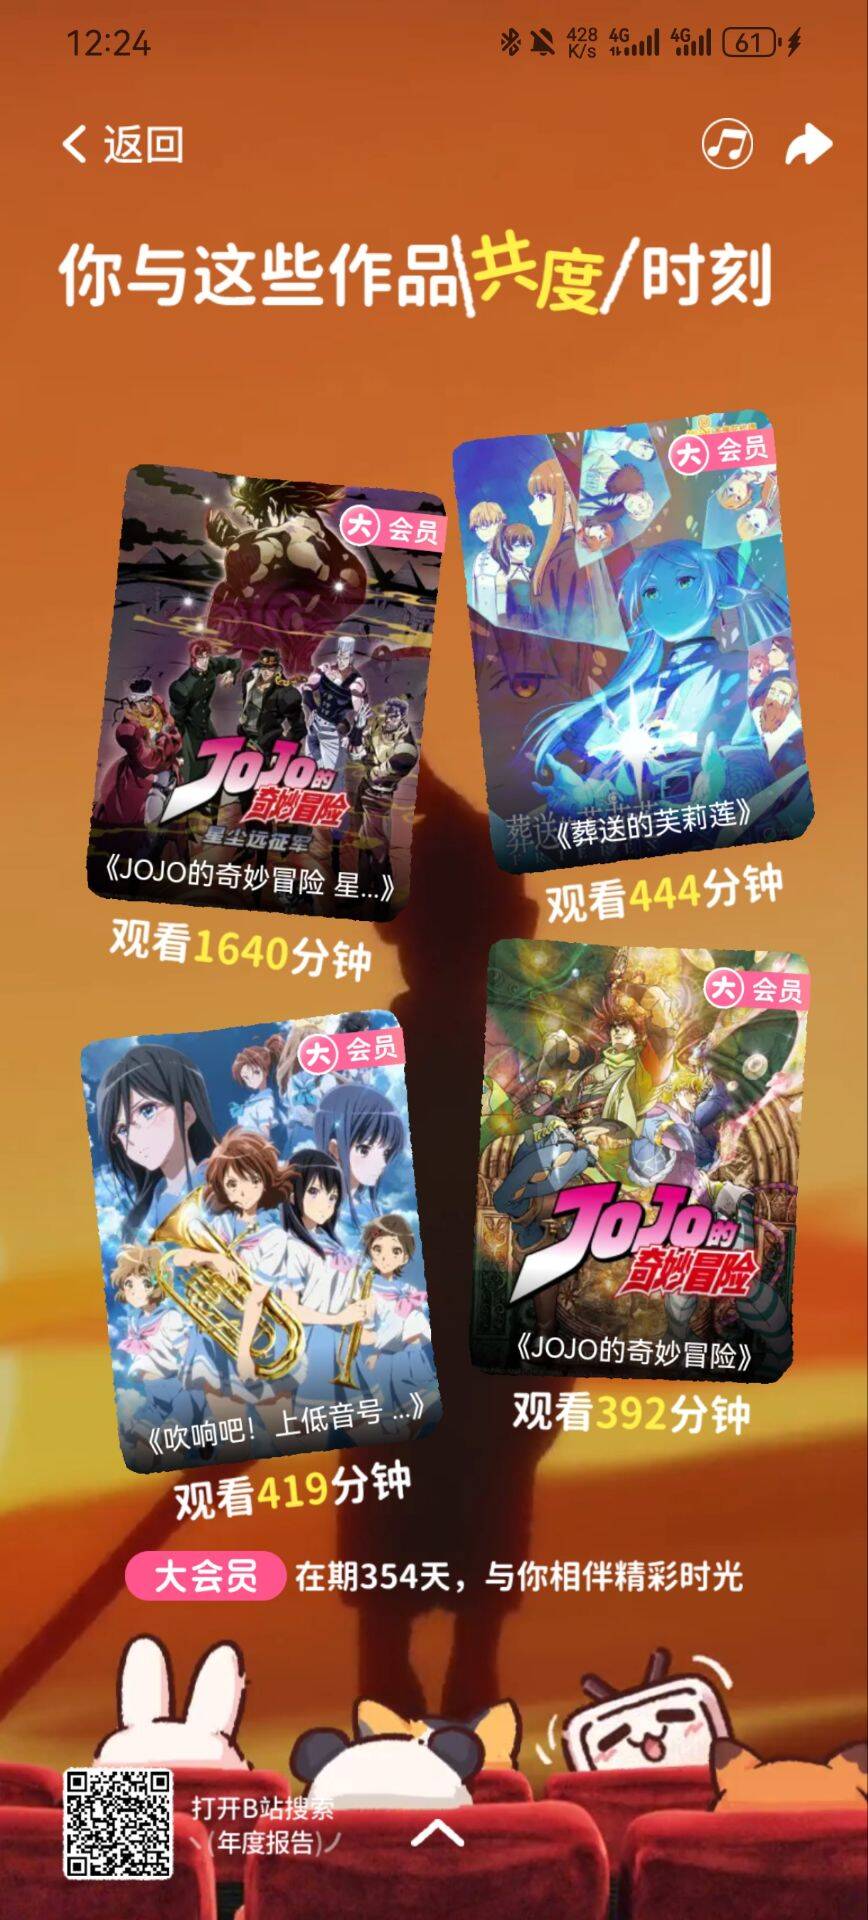 12:24
428 K/s 4G 4G 61
返回
你与这些作品\共度/时刻
大 会员
JOJO的
奇妙冒险
星尘远征军
《JOJO的奇妙冒险 星...》
观看1640分钟
大 会员
《葬送的芙莉莲》
观看444分钟
大 会员
《吹响吧！上低音号 ...》
观看419分钟
大 会员
JOJO的
奇妙冒险
《JOJO的奇妙冒险》
观看392分钟
大会员 在期354天，与你相伴精彩时光
打开B站搜索
\(年度报告)/